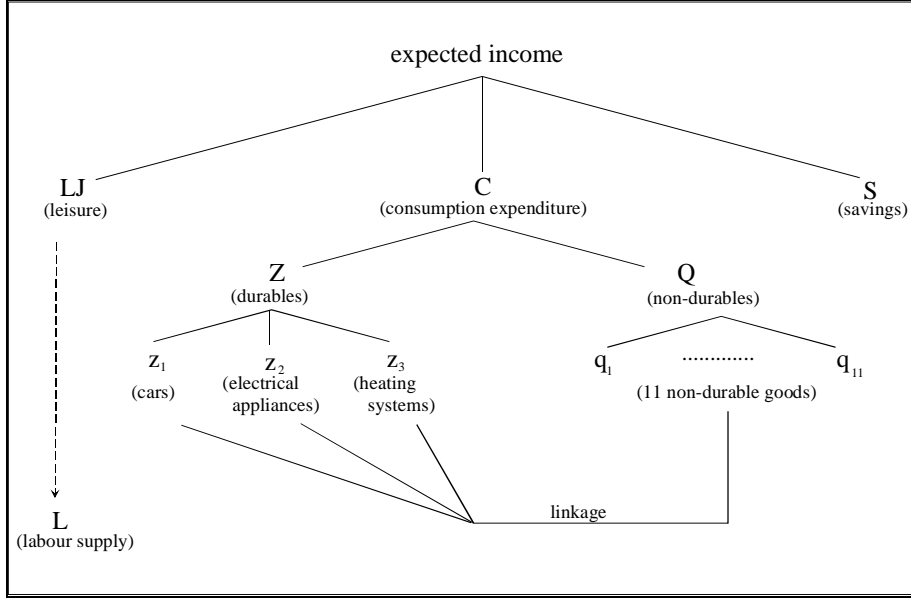 expected income
LJ
(leisure)
C
(consumption expenditure)
S
(savings)
Z
(durables)
Q
(non-durables)
z1
(cars)
z2
(electrical
appliances)
z3
(heating
systems)
q1
.............
q11
(11 non-durable goods)
linkage
L
(labour supply)